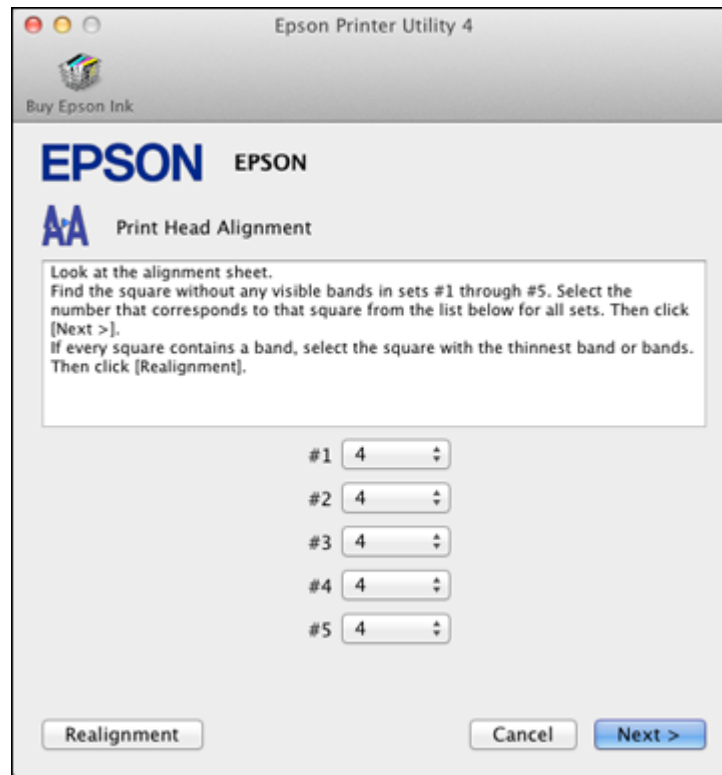 Epson Printer Utility 4
Buy Epson Ink
EPSON EPSON
Print Head Alignment
Look at the alignment sheet.
Find the square without any visible bands in sets #1 through #5. Select the
number that corresponds to that square from the list below for all sets. Then click
[Next >].
If every square contains a band, select the square with the thinnest band or bands.
Then click [Realignment].
#1 4
#2 4
#3 4
#4 4
#5 4
Realignment Cancel Next >